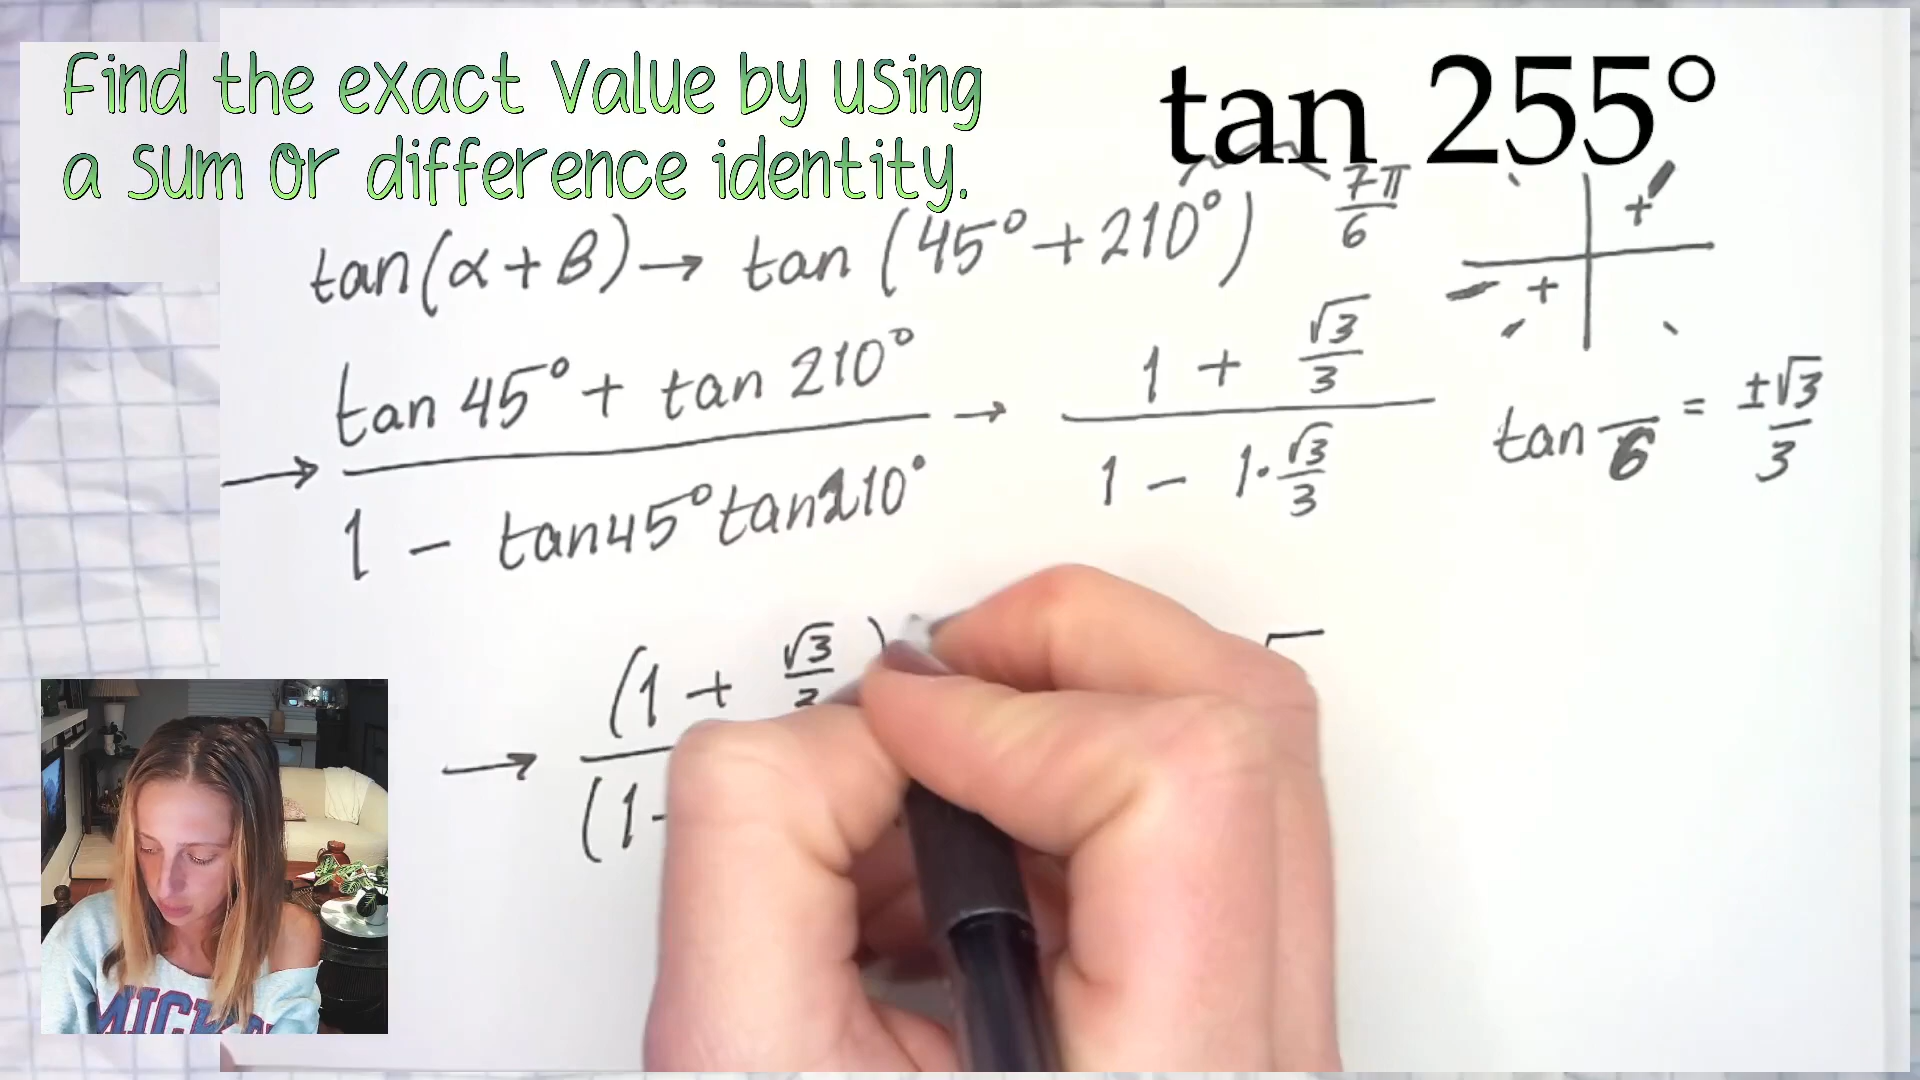 Find the exact value by using
a sum or difference identity.
tan 255°
tan(α+β) → tan (45° + 210°) 7π/6
+
+
→ tan 45° + tan 210° / 1 - tan45° tan210° → 1 + √3/3 / 1 - 1·√3/3
tan _/6 = ±√3/3
→ (1 + √3/3) / (1 -